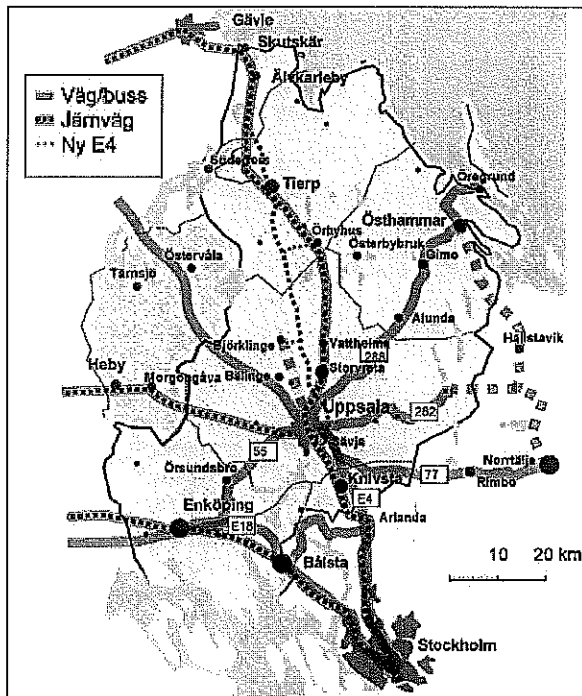 Gävle
Skutskär
Älvkarleby
Väg/buss
Järnväg
Ny E4
Söderfors
Tierp
Öregrund
Östhammar
Örbyhus
Österbybruk
Gimo
Östervåla
Tärnsjö
Alunda
Hallstavik
Björklinge
Vattholma
288
Heby
Morgongåva
Bälinge
Storvreta
Uppsala
282
Sävja
55
Norrtälje
Örsundsbro
Knivsta
77
Rimbo
E4
Enköping
E18
Arlanda
10 20 km
Bålsta
Stockholm